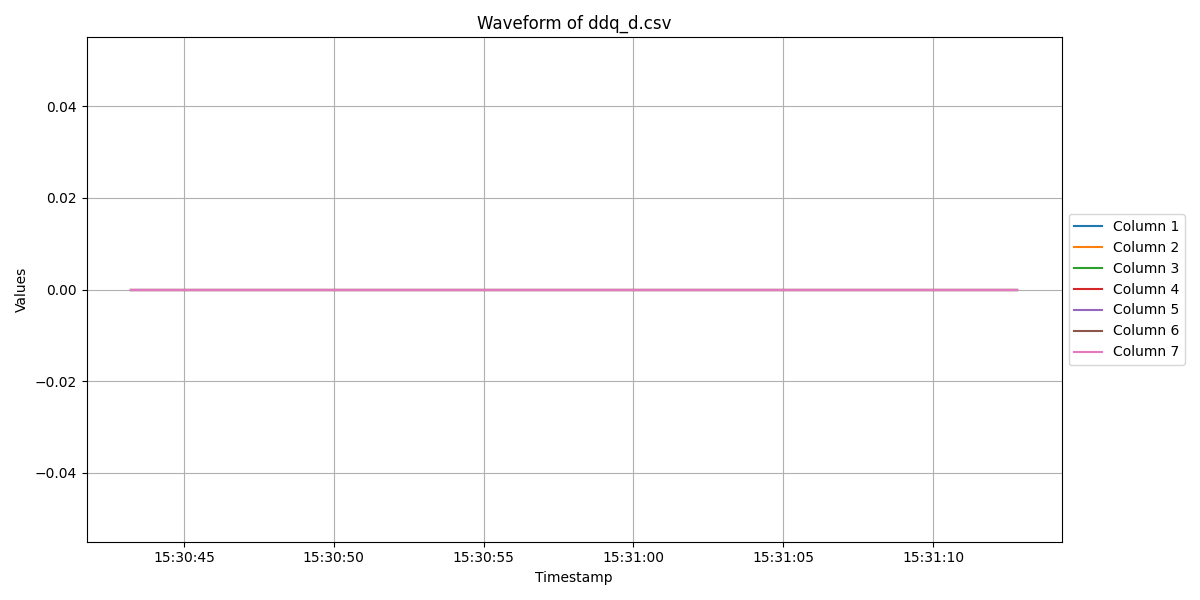 Waveform of ddq_d.csv
Values
0.04
0.02
0.00
−0.02
−0.04
15:30:45 15:30:50 15:30:55 15:31:00 15:31:05 15:31:10
Timestamp
Column 1
Column 2
Column 3
Column 4
Column 5
Column 6
Column 7